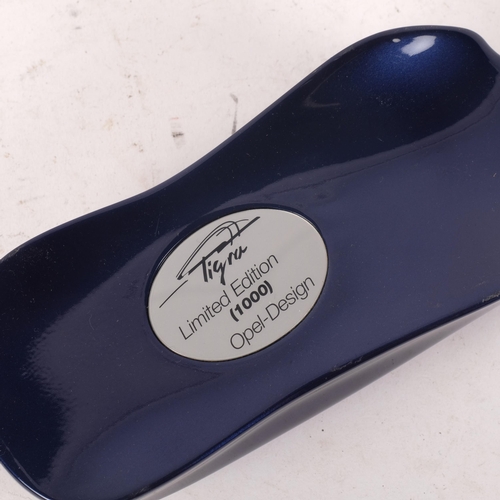 Tigra
Limited Edition
(1000)
Opel-Design